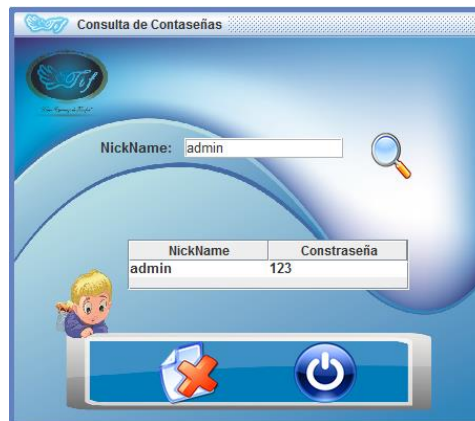 Consulta de Contaseñas
NickName: admin
NickName Constraseña
admin 123